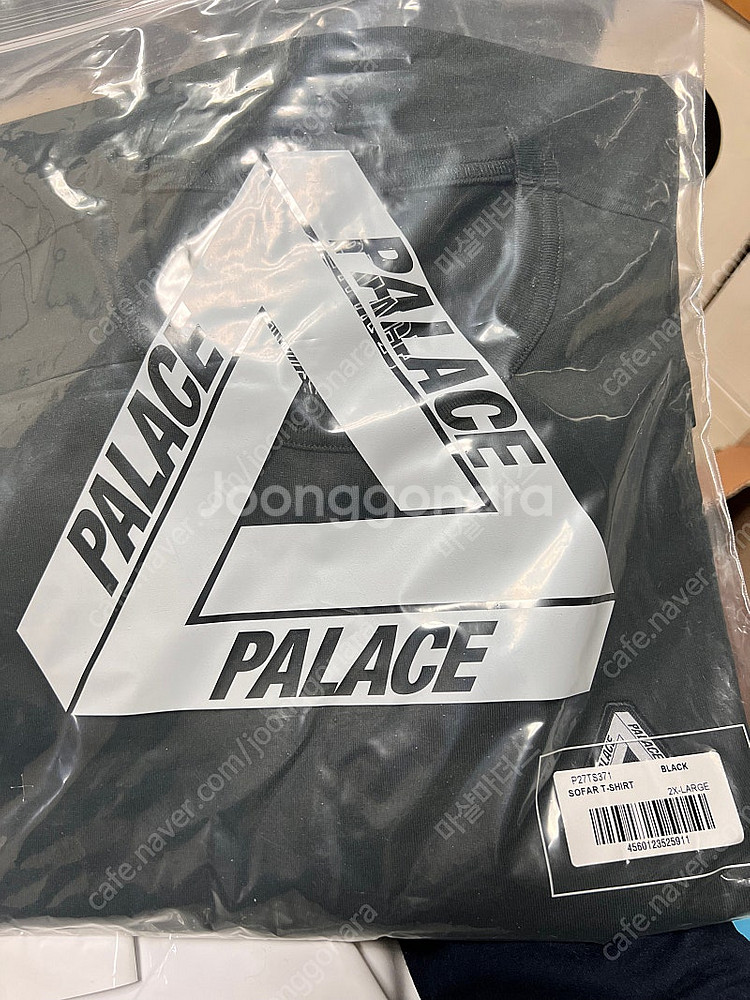 PALACE
PALACE
PALACE
Joonggonara
PALACE
P27TS371 BLACK
SOFAR T-SHIRT 2X-LARGE
4560123525911
cafe.naver.com/joonggonara